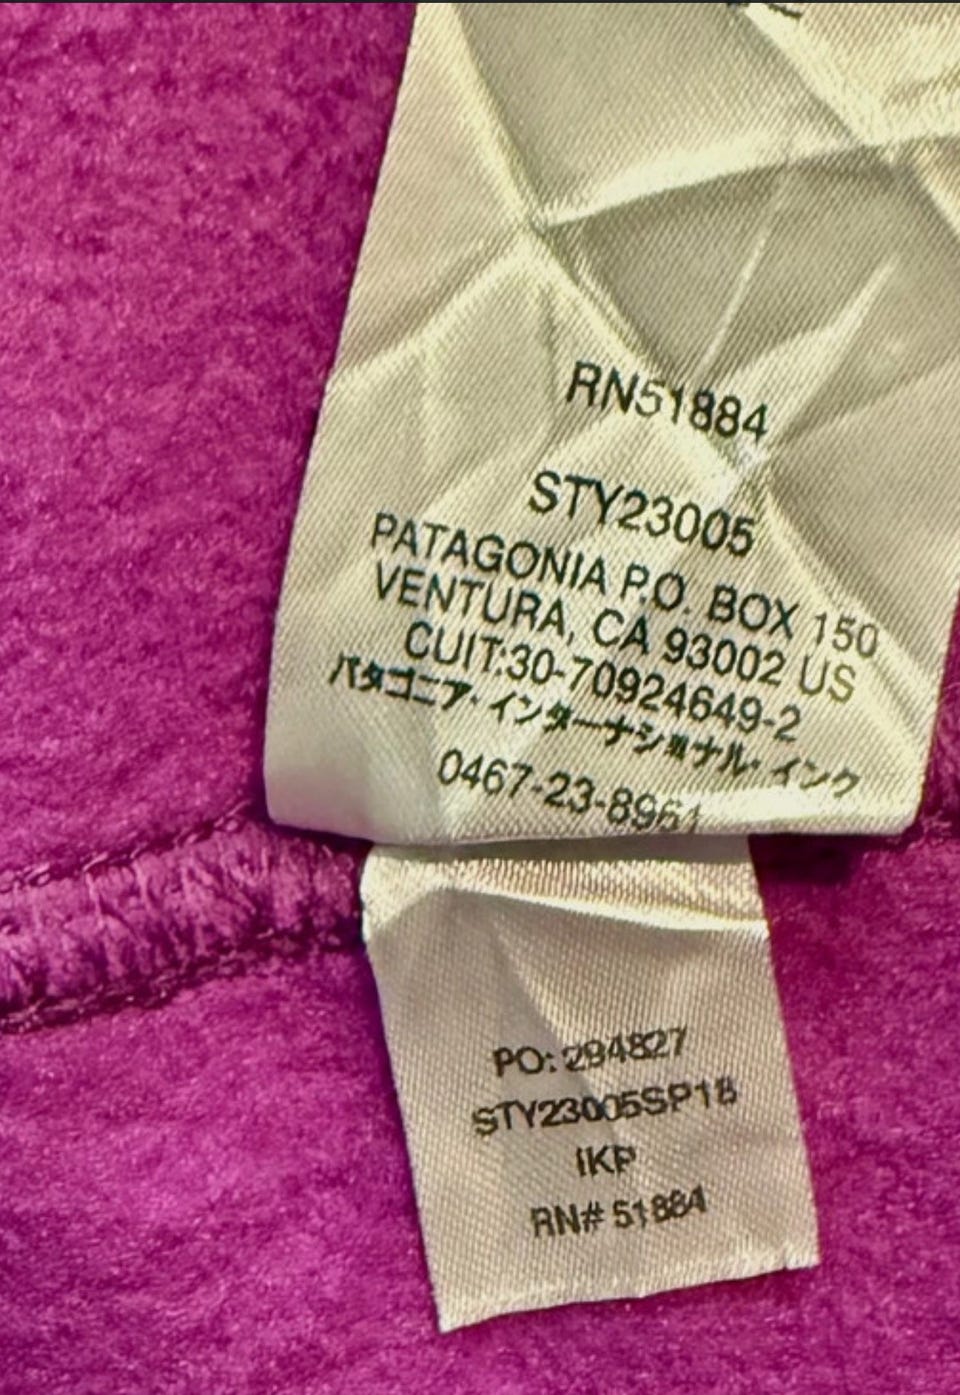 RN51884
STY23005
PATAGONIA P.O. BOX 150
VENTURA, CA 93002 US
CUIT:30-70924649-2
パタゴニア・インターナショナル・インク
0467-23-8961
PO: 294827
STY23005SP18
IKP
RN# 51884